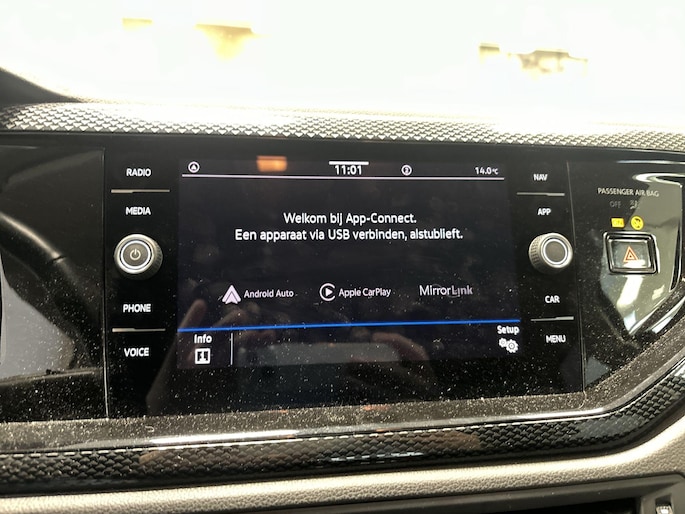 RADIO
MEDIA
PHONE
VOICE
11:01
2
14.0°C
Welkom bij App-Connect.
Een apparaat via USB verbinden, alstublieft.
Android Auto
Apple CarPlay
MirrorLink
Info
Setup
NAV
APP
CAR
MENU
PASSENGER AIR BAG
OFF